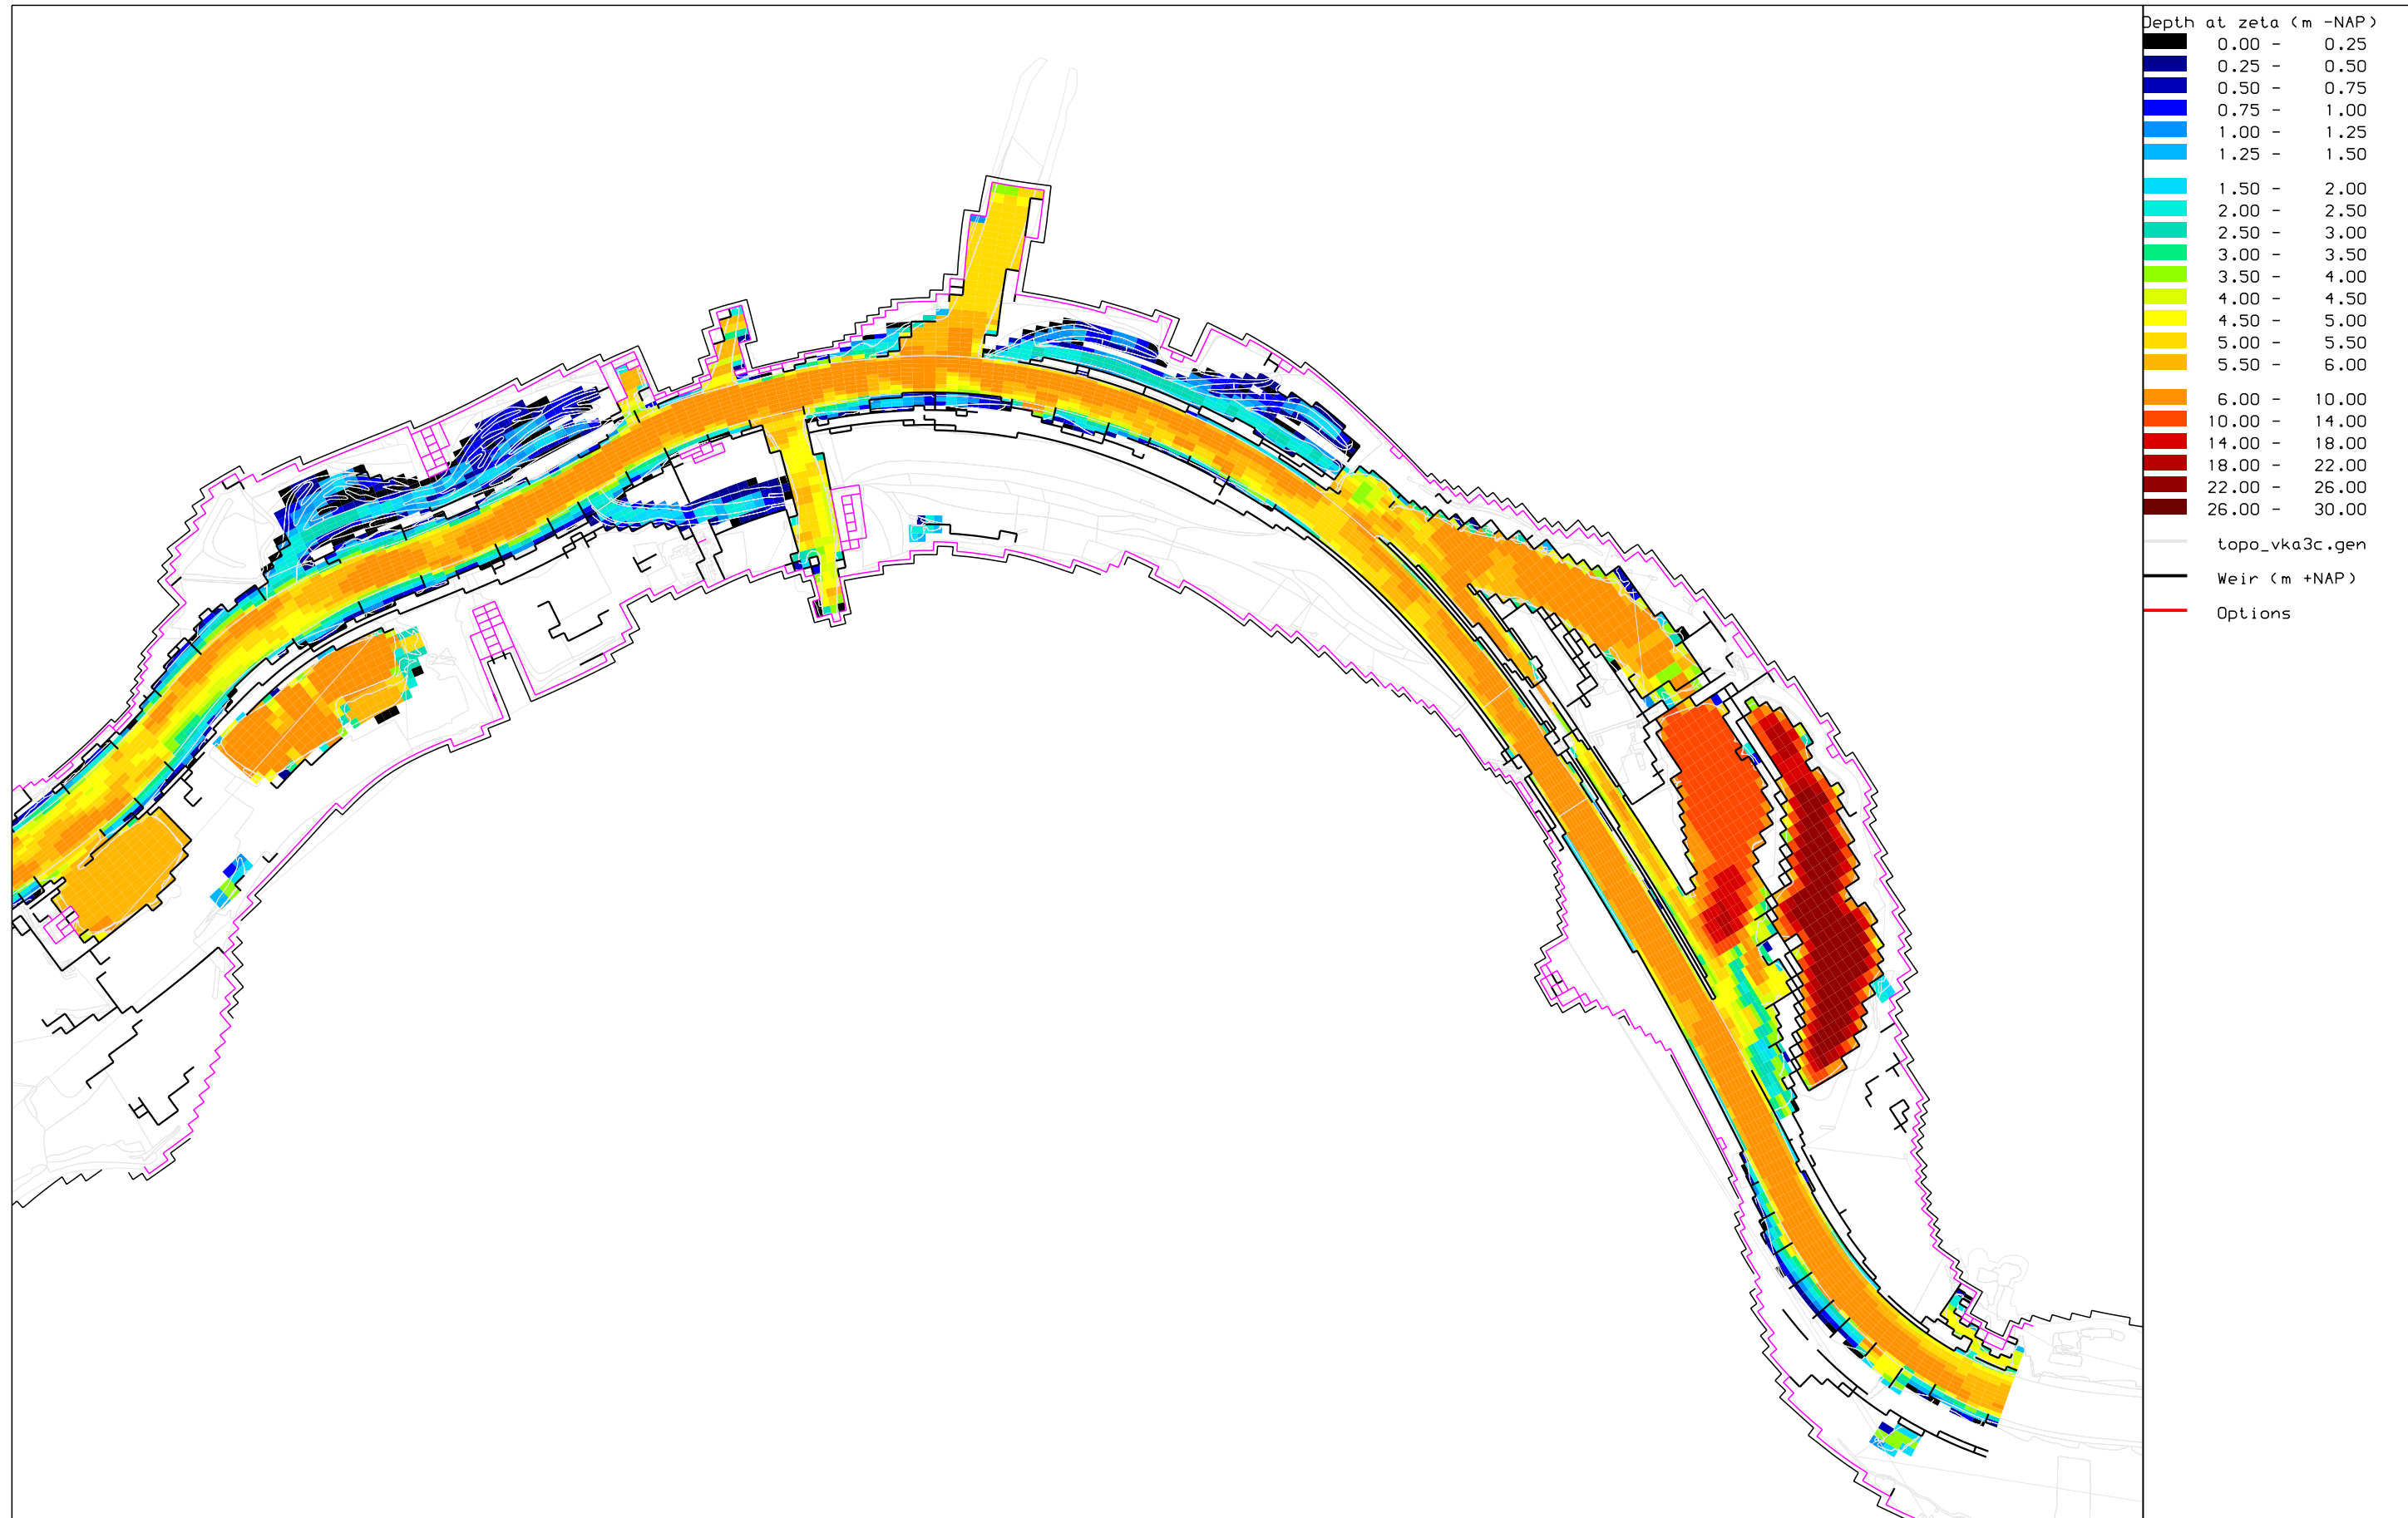 Depth at zeta (m -NAP)
0.00 - 0.25
0.25 - 0.50
0.50 - 0.75
0.75 - 1.00
1.00 - 1.25
1.25 - 1.50
1.50 - 2.00
2.00 - 2.50
2.50 - 3.00
3.00 - 3.50
3.50 - 4.00
4.00 - 4.50
4.50 - 5.00
5.00 - 5.50
5.50 - 6.00
6.00 - 10.00
10.00 - 14.00
14.00 - 18.00
18.00 - 22.00
22.00 - 26.00
26.00 - 30.00
topo_vka3c.gen
Weir (m +NAP)
Options